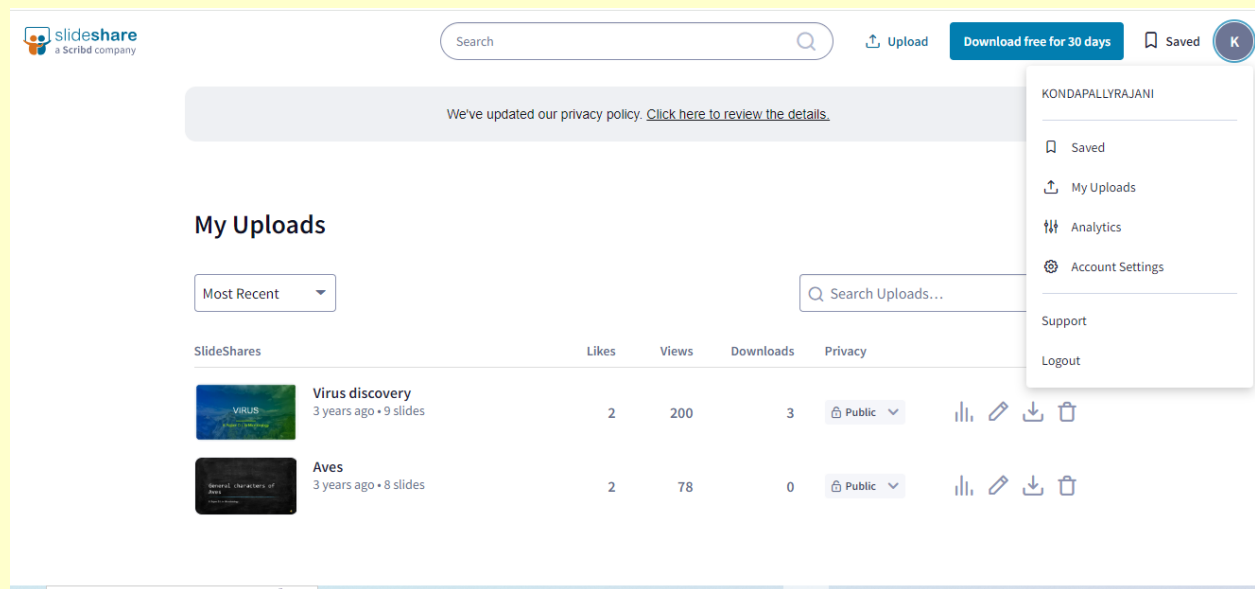 slideshare
a Scribd company
Search
Upload
Download free for 30 days
Saved
K
KONDAPALLYRAJANI
Saved
My Uploads
Analytics
Account Settings
Support
Logout
We've updated our privacy policy. Click here to review the details.
My Uploads
Most Recent
Search Uploads...
SlideShares Likes Views Downloads Privacy
VIRUS
Virus discovery
3 years ago • 9 slides
2 200 3 Public
General characters of
Aves
Aves
3 years ago • 8 slides
2 78 0 Public